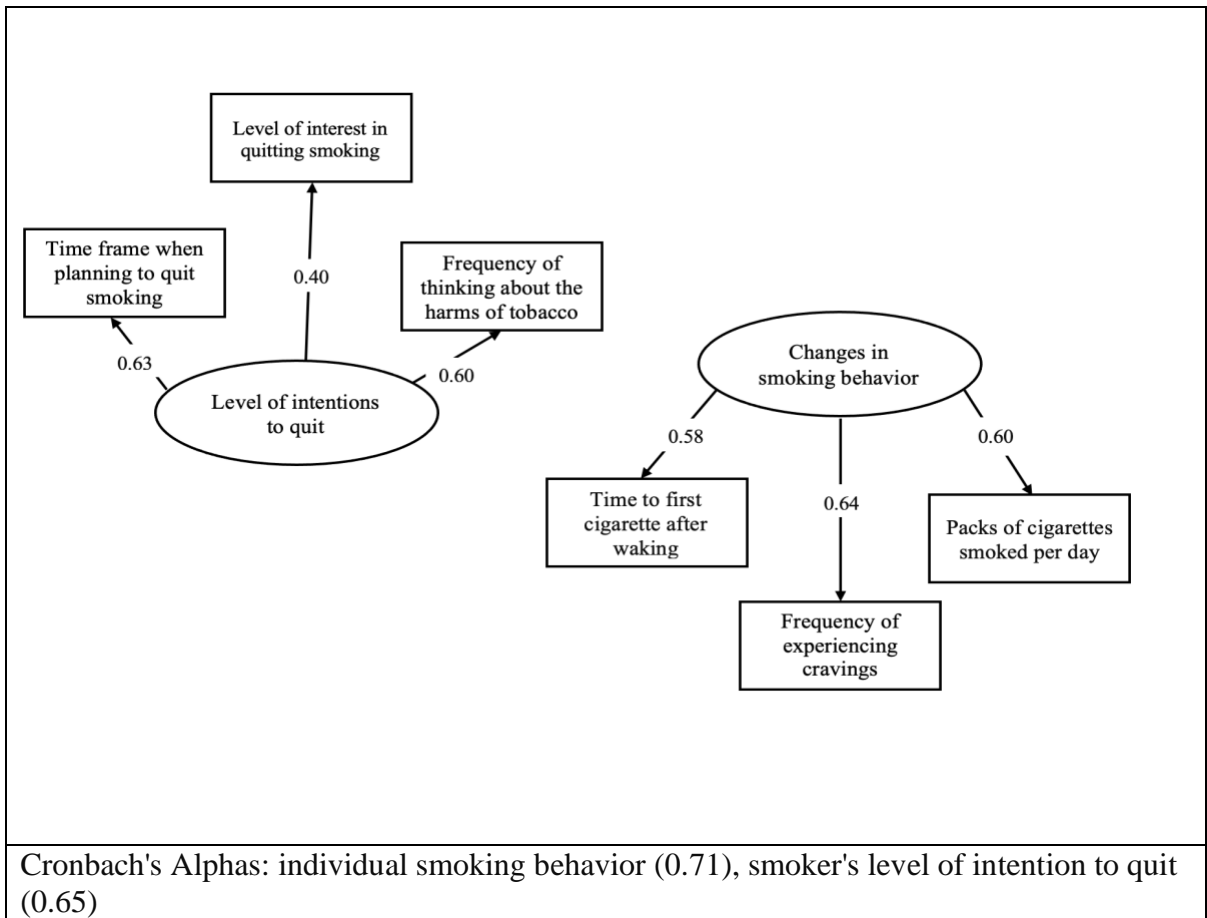 Level of interest in
quitting smoking
Time frame when
planning to quit
smoking
Frequency of
thinking about the
harms of tobacco
0.40
0.63
0.60
Level of intentions
to quit
Changes in
smoking behavior
0.58
0.64
0.60
Time to first
cigarette after
waking
Packs of cigarettes
smoked per day
Frequency of
experiencing
cravings
Cronbach's Alphas: individual smoking behavior (0.71), smoker's level of intention to quit
(0.65)